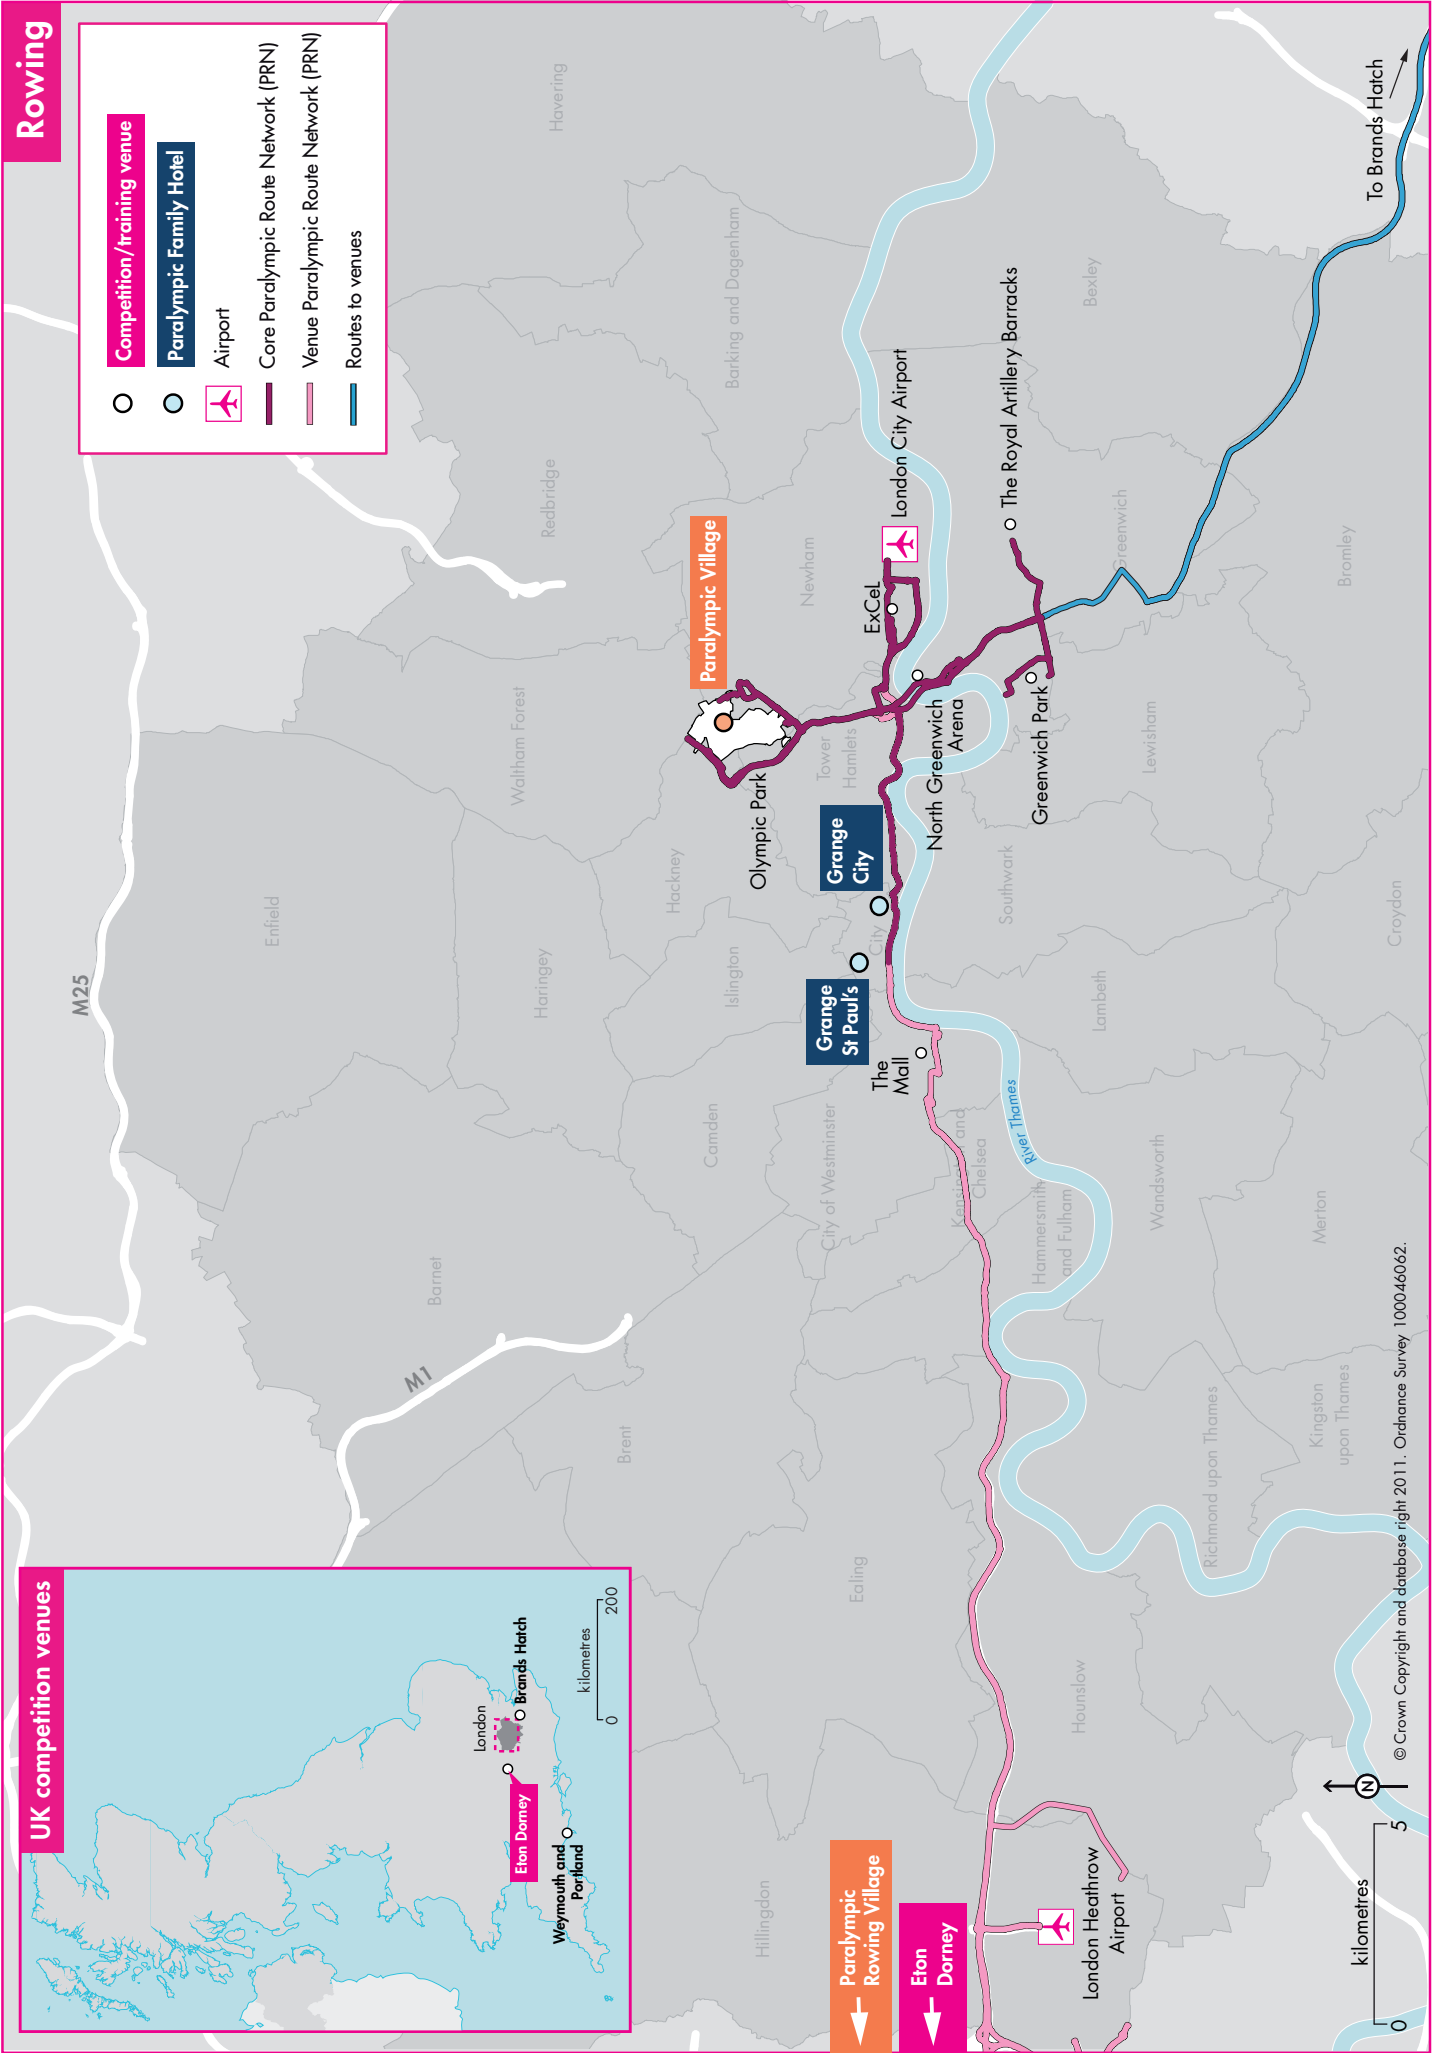 Rowing
Competition/training venue
Paralympic Family Hotel
Airport
Core Paralympic Route Network (PRN)
Venue Paralympic Route Network (PRN)
Routes to venues
UK competition venues
London
Brands Hatch
Eton Dorney
Weymouth and
Portland
kilometres
0
200
M25
M1
Enfield
Barnet
Haringey
Waltham Forest
Redbridge
Havering
Barking and Dagenham
Newham
Hackney
Islington
Camden
Brent
City of Westminster
Tower
Hamlets
City
Kensington and
Chelsea
Hammersmith
and Fulham
Ealing
Hillingdon
Hounslow
Richmond upon Thames
Kingston
upon Thames
Merton
Wandsworth
Lambeth
Southwark
Lewisham
Greenwich
Bexley
Bromley
Croydon
River Thames
Paralympic Village
Olympic Park
Grange
City
Grange
St Paul's
The
Mall
ExCeL
London City Airport
North Greenwich
Arena
Greenwich Park
The Royal Artillery Barracks
To Brands Hatch
Paralympic
Rowing Village
Eton
Dorney
London Heathrow
Airport
kilometres
0
5
N
© Crown Copyright and database right 2011. Ordnance Survey 100046062.